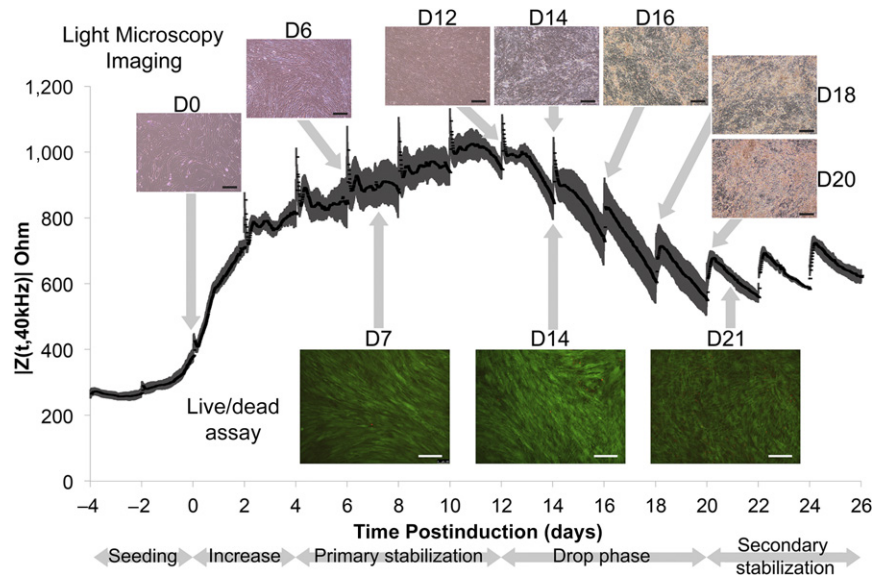 Light Microscopy
Imaging
D0
D6
D12
D14
D16
D18
D20
|Z(t,40kHz)| Ohm
1,200
1,000
800
600
400
200
0
D7
D14
D21
Live/dead
assay
–4
–2
0
2
4
6
8
10
12
14
16
18
20
22
24
26
Time Postinduction (days)
Seeding
Increase
Primary stabilization
Drop phase
Secondary
stabilization